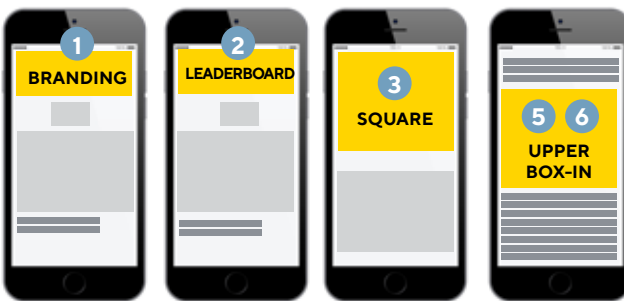 1
BRANDING
2
LEADERBOARD
3
SQUARE
5 6
UPPER
BOX-IN